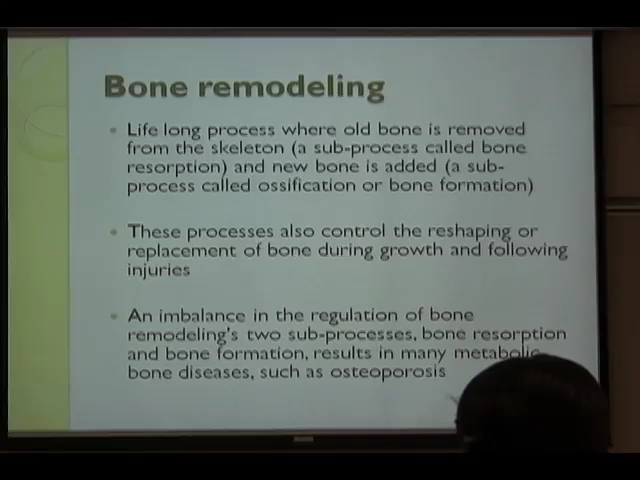 Bone remodeling
• Life long process where old bone is removed
from the skeleton (a sub-process called bone
resorption) and new bone is added (a sub-
process called ossification or bone formation)
• These processes also control the reshaping or
replacement of bone during growth and following
injuries
• An imbalance in the regulation of bone
remodeling's two sub-processes, bone resorption
and bone formation, results in many metabolic
bone diseases, such as osteoporosis